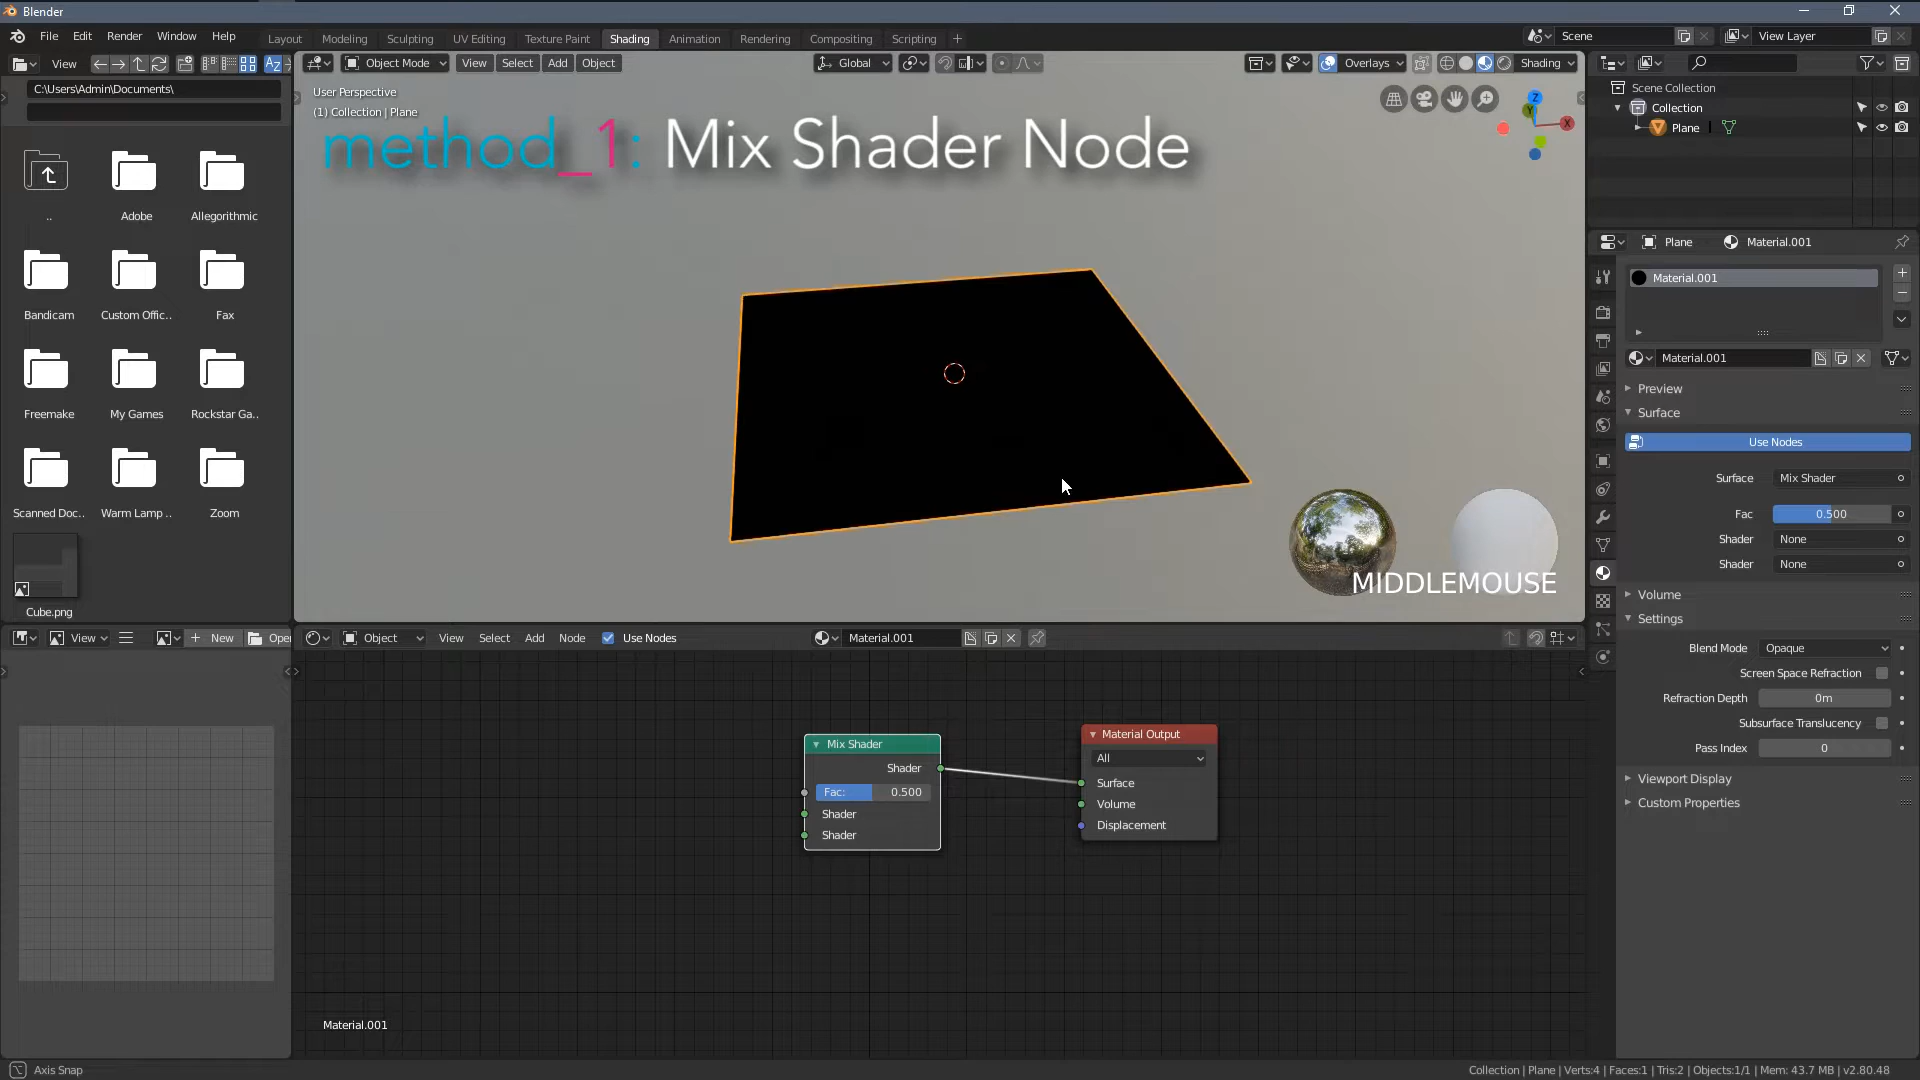 Blender
File Edit Render Window Help
Layout Modeling Sculpting UV Editing Texture Paint Shading Animation Rendering Compositing Scripting +
Scene
View Layer
View
C:\Users\Admin\Documents\
..
Adobe
Allegorithmic
Bandicam
Custom Offic..
Fax
Freemake
My Games
Rockstar Ga..
Scanned Doc..
Warm Lamp ..
Zoom
Cube.png
Object Mode View Select Add Object
Global
Overlays
Shading
User Perspective
(1) Collection | Plane
method_1: Mix Shader Node
Z
Y
X
MIDDLEMOUSE
Scene Collection
Collection
Plane
Plane
Material.001
Material.001
Material.001
Preview
Surface
Use Nodes
Surface Mix Shader
Fac 0.500
Shader None
Shader None
Volume
Settings
Blend Mode Opaque
Screen Space Refraction
Refraction Depth 0m
Subsurface Translucency
Pass Index 0
Viewport Display
Custom Properties
View
New
Open
Object View Select Add Node Use Nodes
Material.001
Mix Shader
Shader
Fac: 0.500
Shader
Shader
Material Output
All
Surface
Volume
Displacement
Material.001
Axis Snap
Collection | Plane | Verts:4 | Faces:1 | Tris:2 | Objects:1/1 | Mem: 43.7 MB | v2.80.48